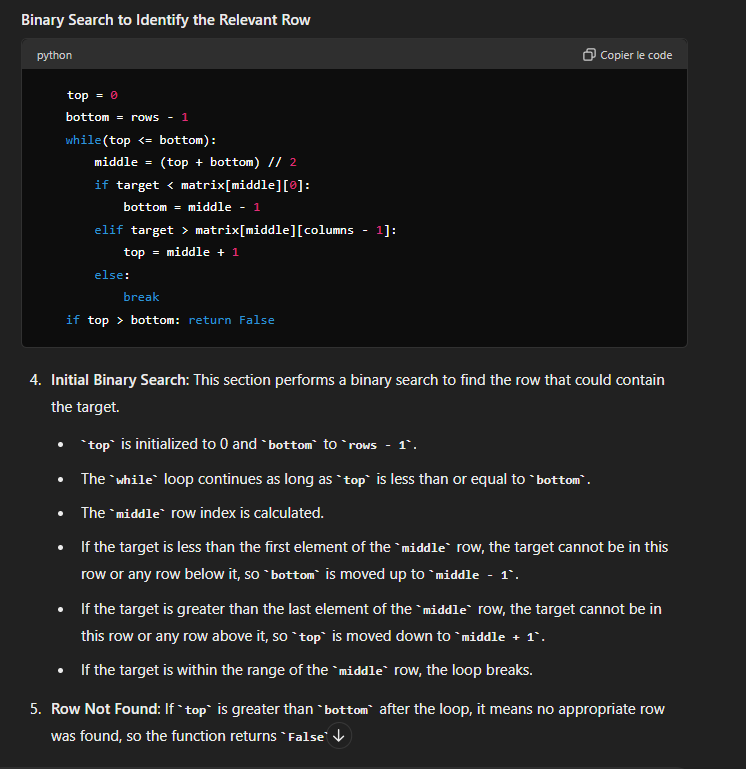 Binary Search to Identify the Relevant Row
python
Copier le code
top = 0
bottom = rows - 1
while(top <= bottom):
middle = (top + bottom) // 2
if target < matrix[middle][0]:
bottom = middle - 1
elif target > matrix[middle][columns - 1]:
top = middle + 1
else:
break
if top > bottom: return False
4. Initial Binary Search: This section performs a binary search to find the row that could contain
the target.
• `top` is initialized to 0 and `bottom` to `rows - 1`.
• The `while` loop continues as long as `top` is less than or equal to `bottom`.
• The `middle` row index is calculated.
• If the target is less than the first element of the `middle` row, the target cannot be in this
row or any row below it, so `bottom` is moved up to `middle - 1`.
• If the target is greater than the last element of the `middle` row, the target cannot be in
this row or any row above it, so `top` is moved down to `middle + 1`.
• If the target is within the range of the `middle` row, the loop breaks.
5. Row Not Found: If `top` is greater than `bottom` after the loop, it means no appropriate row
was found, so the function returns `False`